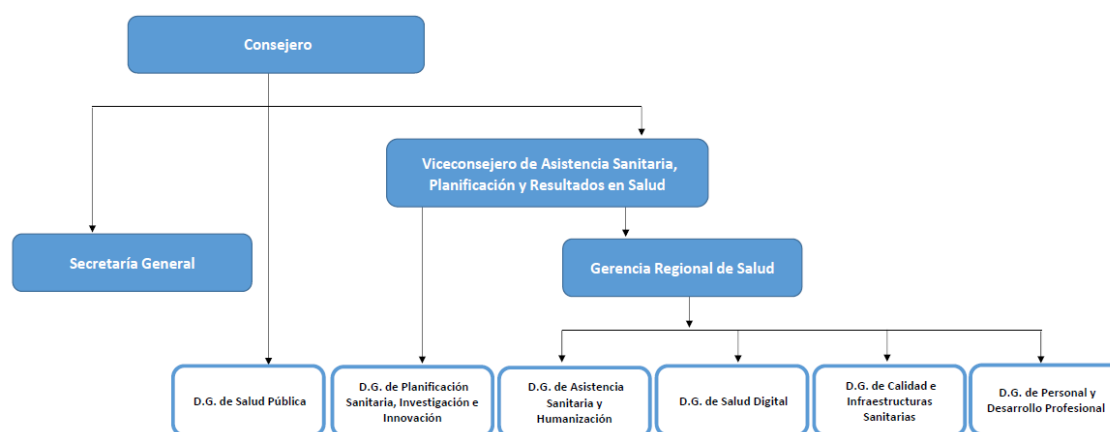 Consejero
Viceconsejero de Asistencia Sanitaria,
Planificación y Resultados en Salud
Secretaría General
Gerencia Regional de Salud
D.G. de Salud Pública
D.G. de Planificación
Sanitaria, Investigación e
Innovación
D.G. de Asistencia
Sanitaria y
Humanización
D.G. de Salud Digital
D.G. de Calidad e
Infraestructuras
Sanitarias
D.G. de Personal y
Desarrollo Profesional